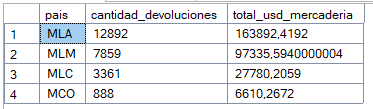 pais cantidad_devoluciones total_usd_mercaderia
1 MLA 12892 163892,4192
2 MLM 7859 97335,5940000004
3 MLC 3361 27780,2059
4 MCO 888 6610,2672